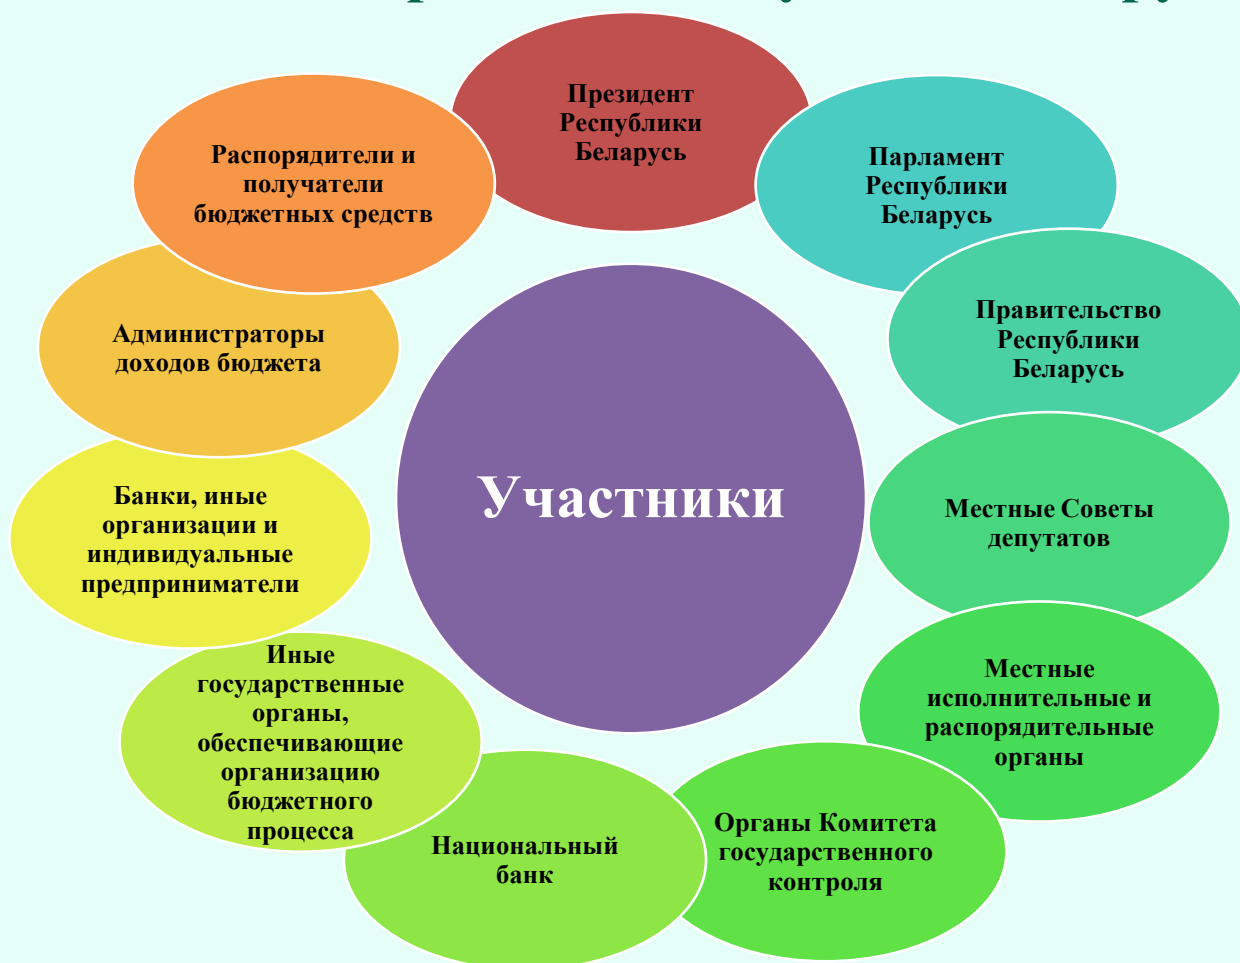 Президент
Республики
Беларусь
Парламент
Республики
Беларусь
Правительство
Республики
Беларусь
Местные Советы
депутатов
Местные
исполнительные и
распорядительные
органы
Органы Комитета
государственного
контроля
Национальный
банк
Иные
государственные
органы,
обеспечивающие
организацию
бюджетного
процесса
Банки, иные
организации и
индивидуальные
предприниматели
Администраторы
доходов бюджета
Распорядители и
получатели
бюджетных средств
Участники